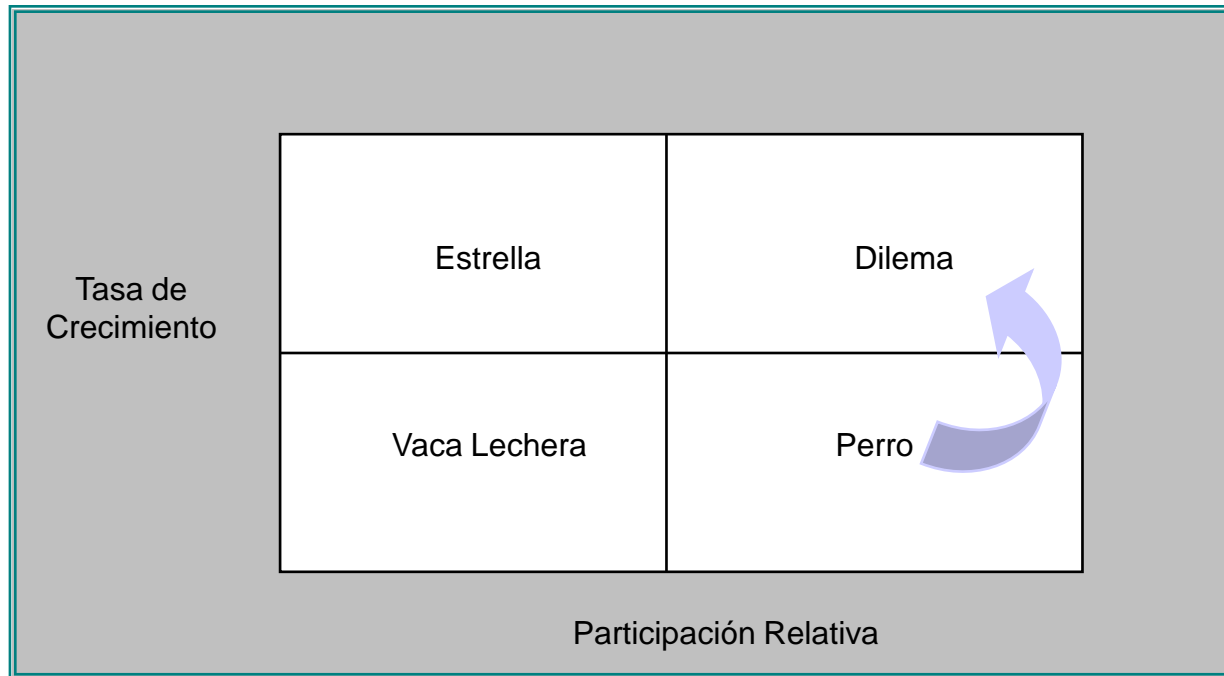 Estrella
Dilema
Tasa de
Crecimiento
Vaca Lechera
Perro
Participación Relativa